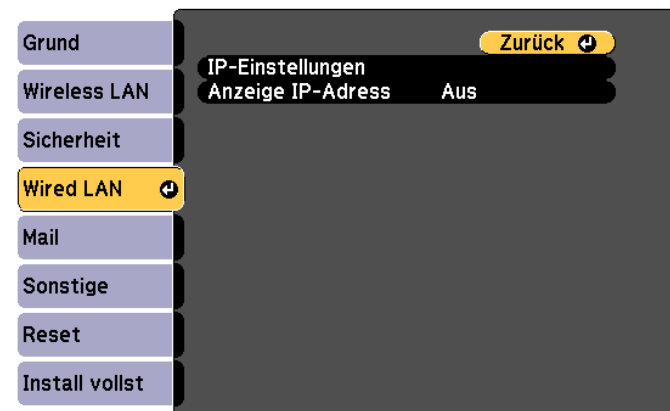 Grund
Wireless LAN
Sicherheit
Wired LAN
Mail
Sonstige
Reset
Install vollst
Zurück
IP-Einstellungen
Anzeige IP-Adress Aus